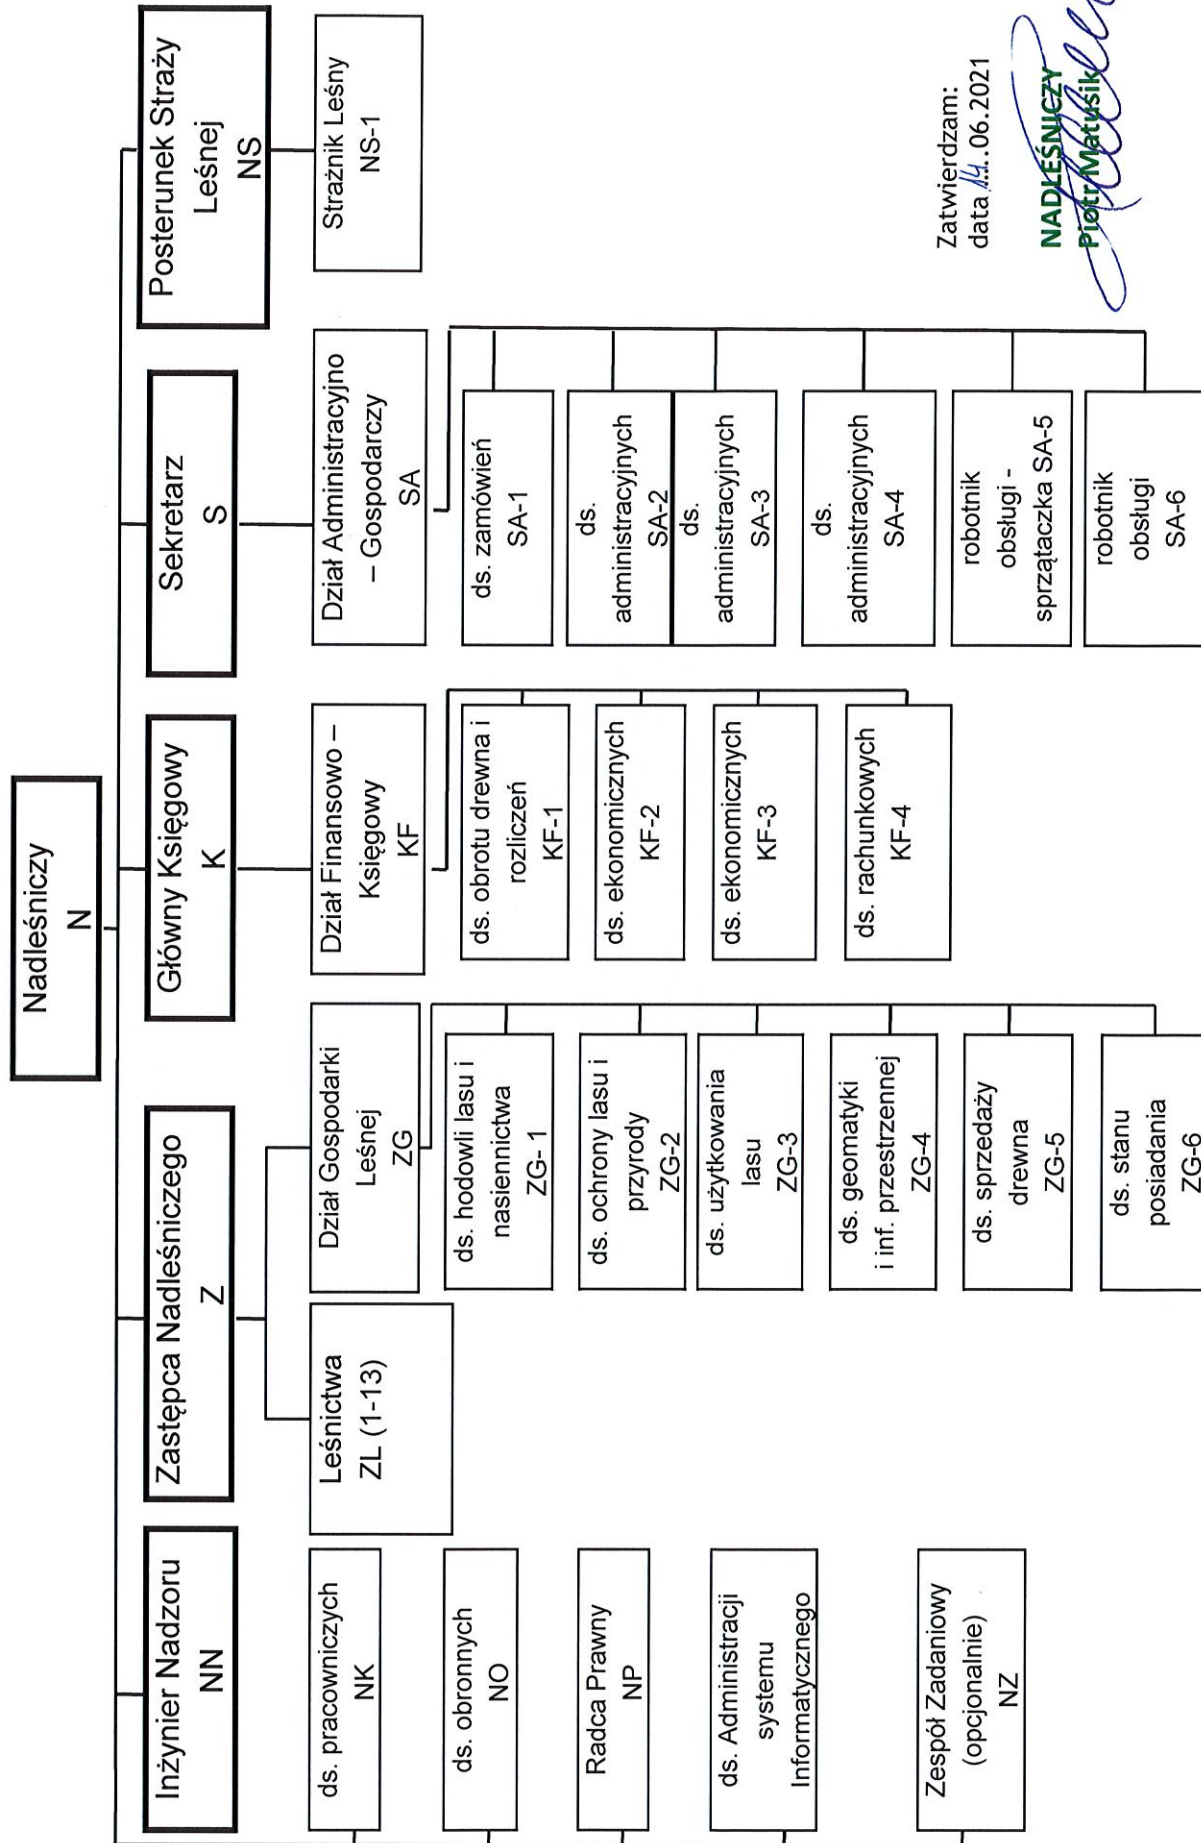 Nadleśniczy
N
Inżynier Nadzoru
NN
Zastępca Nadleśniczego
Z
Główny Księgowy
K
Sekretarz
S
Posterunek Straży
Leśnej
NS
ds. pracowniczych
NK
ds. obronnych
NO
Radca Prawny
NP
ds. Administracji
systemu
Informatycznego
Zespół Zadaniowy
(opcjonalnie)
NZ
Leśnictwa
ZL (1-13)
Dział Gospodarki
Leśnej
ZG
ds. hodowli lasu i
nasiennictwa
ZG- 1
ds. ochrony lasu i
przyrody
ZG-2
ds. użytkowania
lasu
ZG-3
ds. geomatyki
i inf. przestrzennej
ZG-4
ds. sprzedaży
drewna
ZG-5
ds. stanu
posiadania
ZG-6
Dział Finansowo –
Księgowy
KF
ds. obrotu drewna i
rozliczeń
KF-1
ds. ekonomicznych
KF-2
ds. ekonomicznych
KF-3
ds. rachunkowych
KF-4
Dział Administracyjno
– Gospodarczy
SA
ds. zamówień
SA-1
ds.
administracyjnych
SA-2
ds.
administracyjnych
SA-3
ds.
administracyjnych
SA-4
robotnik
obsługi -
sprzątaczka SA-5
robotnik
obsługi
SA-6
Strażnik Leśny
NS-1
Zatwierdzam:
data 14...06.2021
NADLEŚNICZY
Piotr Matusik